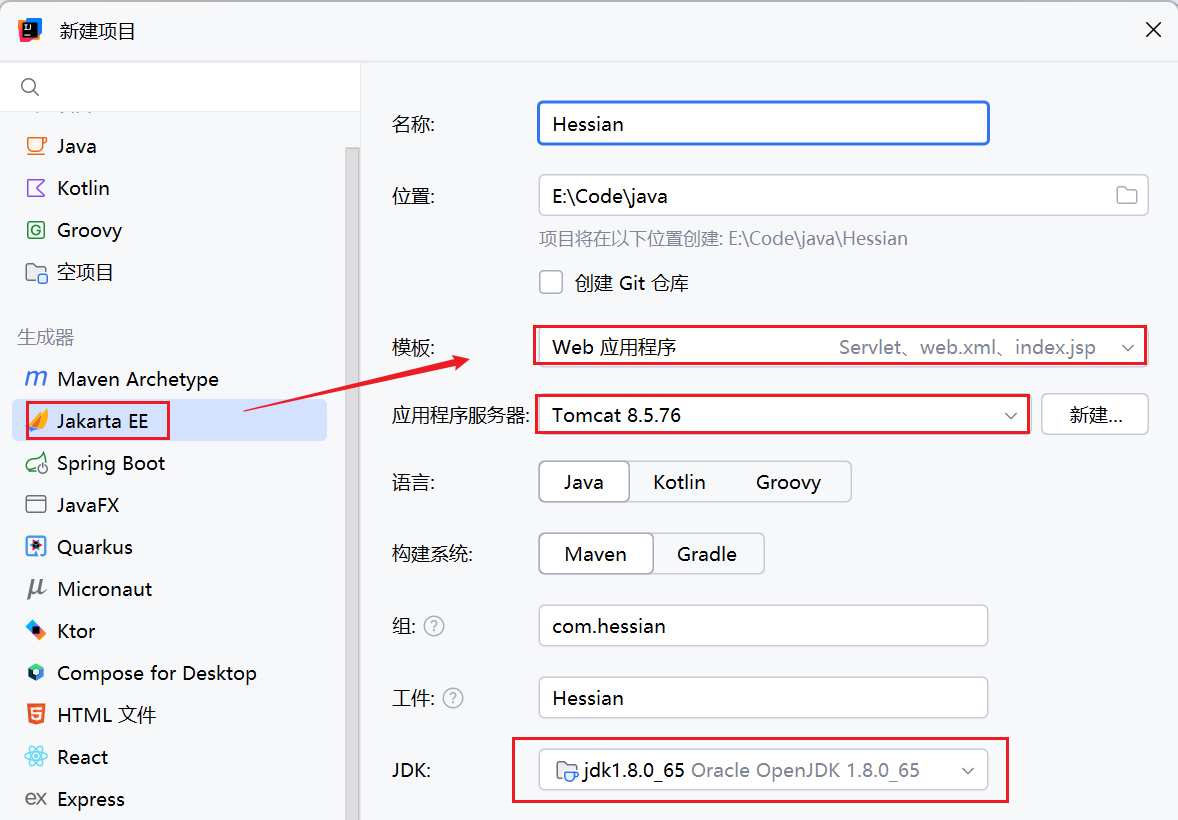 新建项目
Java
Kotlin
Groovy
空项目
生成器
Maven Archetype
Jakarta EE
Spring Boot
JavaFX
Quarkus
Micronaut
Ktor
Compose for Desktop
HTML 文件
React
Express
名称: Hessian
位置: E:\Code\java
项目将在以下位置创建: E:\Code\java\Hessian
创建 Git 仓库
模板: Web 应用程序 Servlet、web.xml、index.jsp
应用程序服务器: Tomcat 8.5.76 新建...
语言: Java Kotlin Groovy
构建系统: Maven Gradle
组: com.hessian
工件: Hessian
JDK: jdk1.8.0_65 Oracle OpenJDK 1.8.0_65